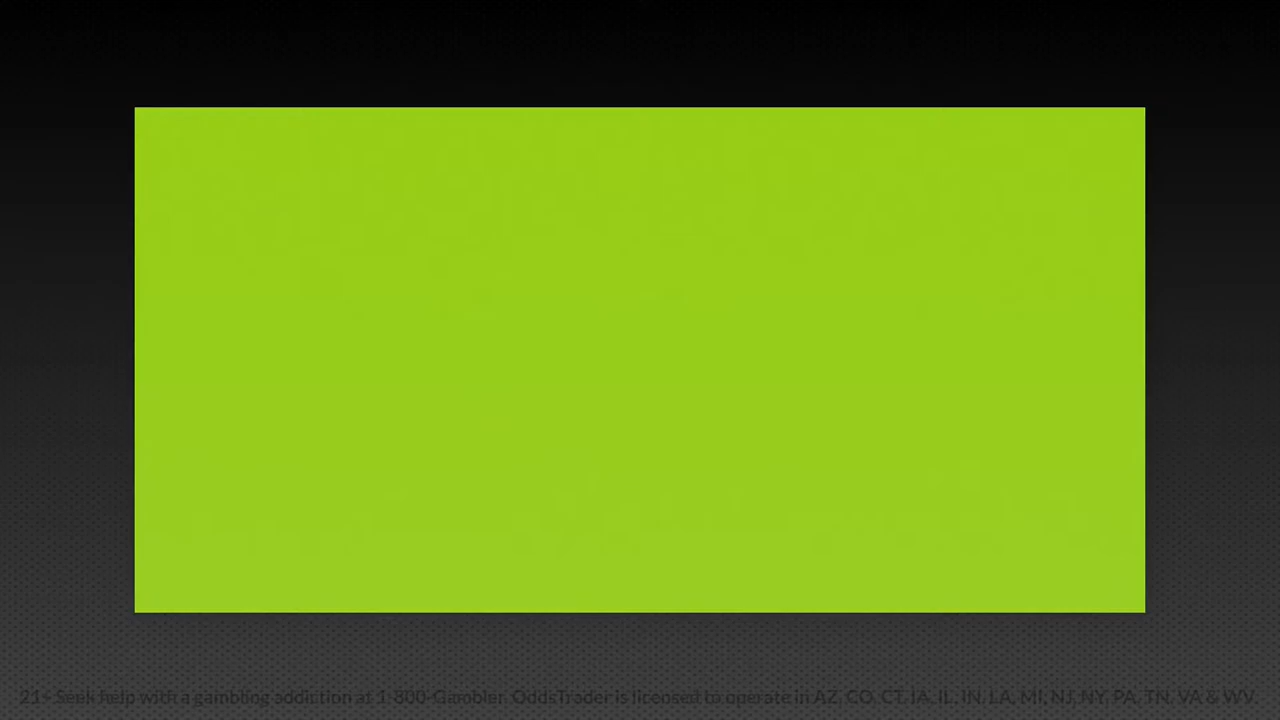 21+ Seek help with a gambling addiction at 1-800-Gambler. OddsTrader is licensed to operate in AZ, CO, CT, IA, IL, IN, LA, MI, NJ, NY, PA, TN, VA & WV.